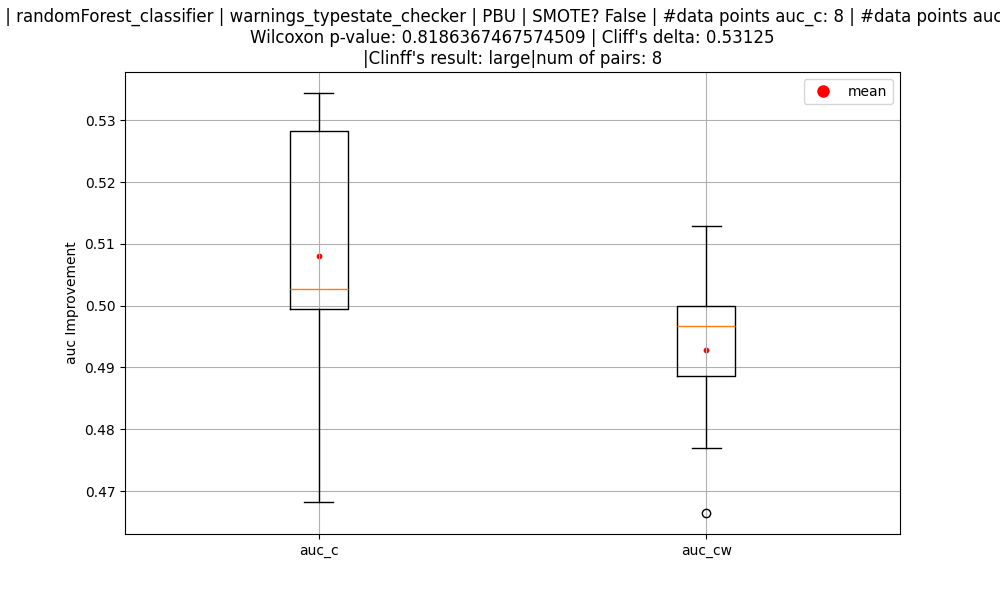 | randomForest_classifier | warnings_typestate_checker | PBU | SMOTE? False | #data points auc_c: 8 | #data points auc
Wilcoxon p-value: 0.8186367467574509 | Cliff's delta: 0.53125
|Clinff's result: large|num of pairs: 8
mean
0.53
0.52
0.51
0.50
0.49
0.48
0.47
auc Improvement
auc_c
auc_cw